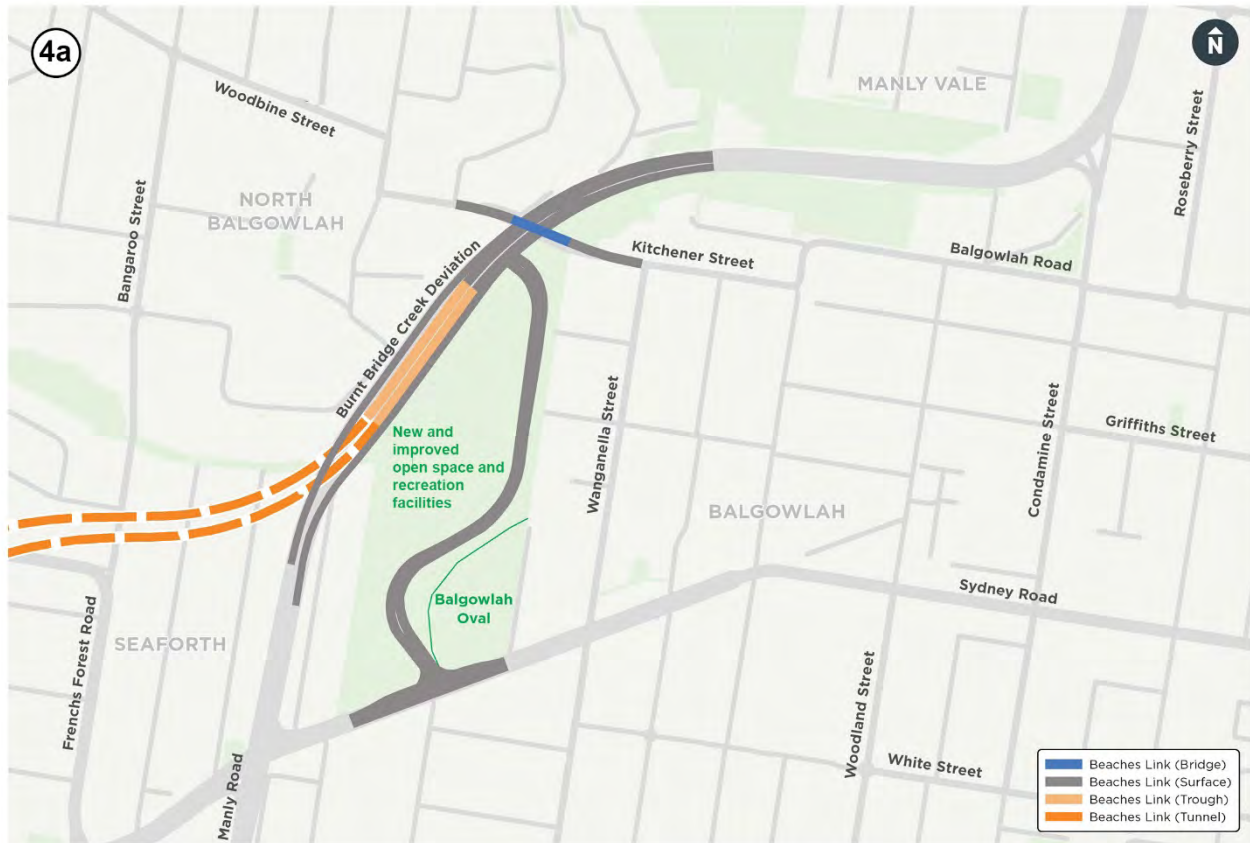 4a
N
MANLY VALE
Woodbine Street
Roseberry Street
NORTH
BALGOWLAH
Bangaroo Street
Kitchener Street
Balgowlah Road
Burnt Bridge Creek Deviation
New and
improved
open space and
recreation
facilities
Wanganella Street
Condamine Street
Griffiths Street
BALGOWLAH
Sydney Road
Balgowlah
Oval
SEAFORTH
Frenchs Forest Road
Manly Road
Woodland Street
White Street
Beaches Link (Bridge)
Beaches Link (Surface)
Beaches Link (Trough)
Beaches Link (Tunnel)